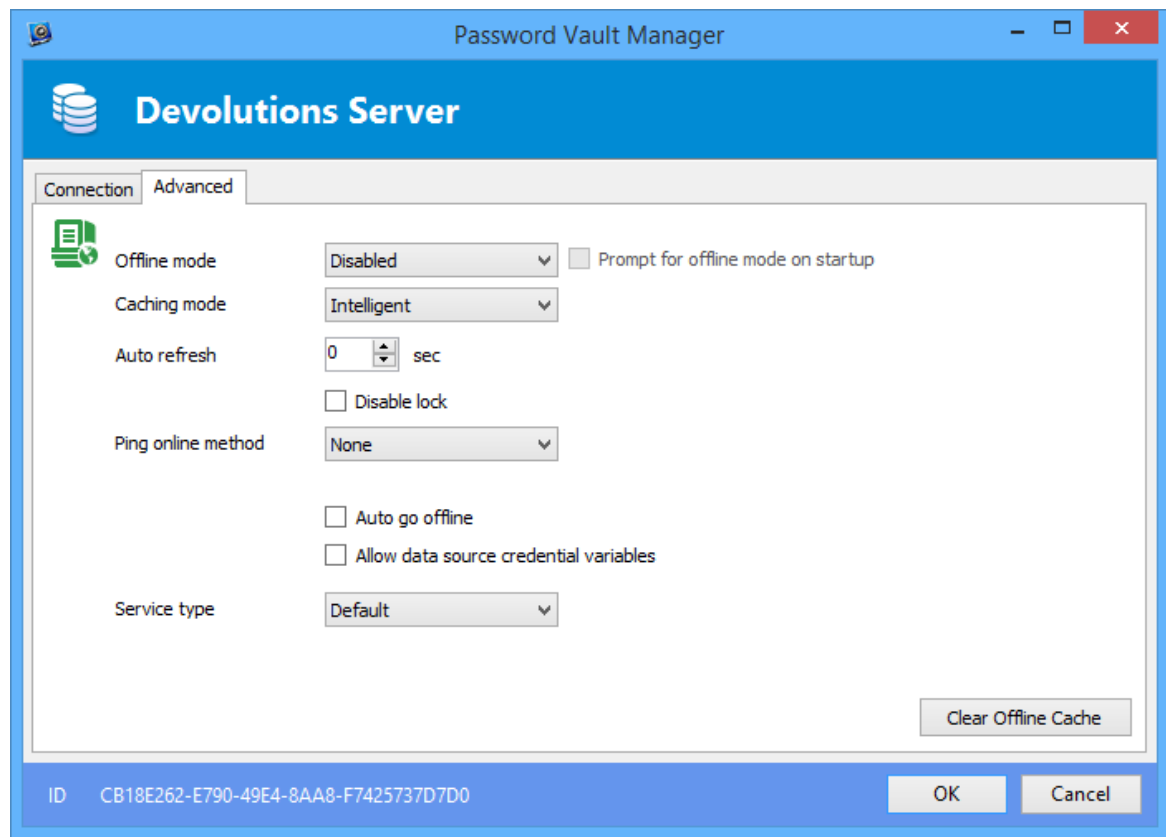 Password Vault Manager
Devolutions Server
Connection Advanced
Offline mode Disabled Prompt for offline mode on startup
Caching mode Intelligent
Auto refresh 0 sec
Disable lock
Ping online method None
Auto go offline
Allow data source credential variables
Service type Default
Clear Offline Cache
ID CB18E262-E790-49E4-8AA8-F7425737D7D0 OK Cancel